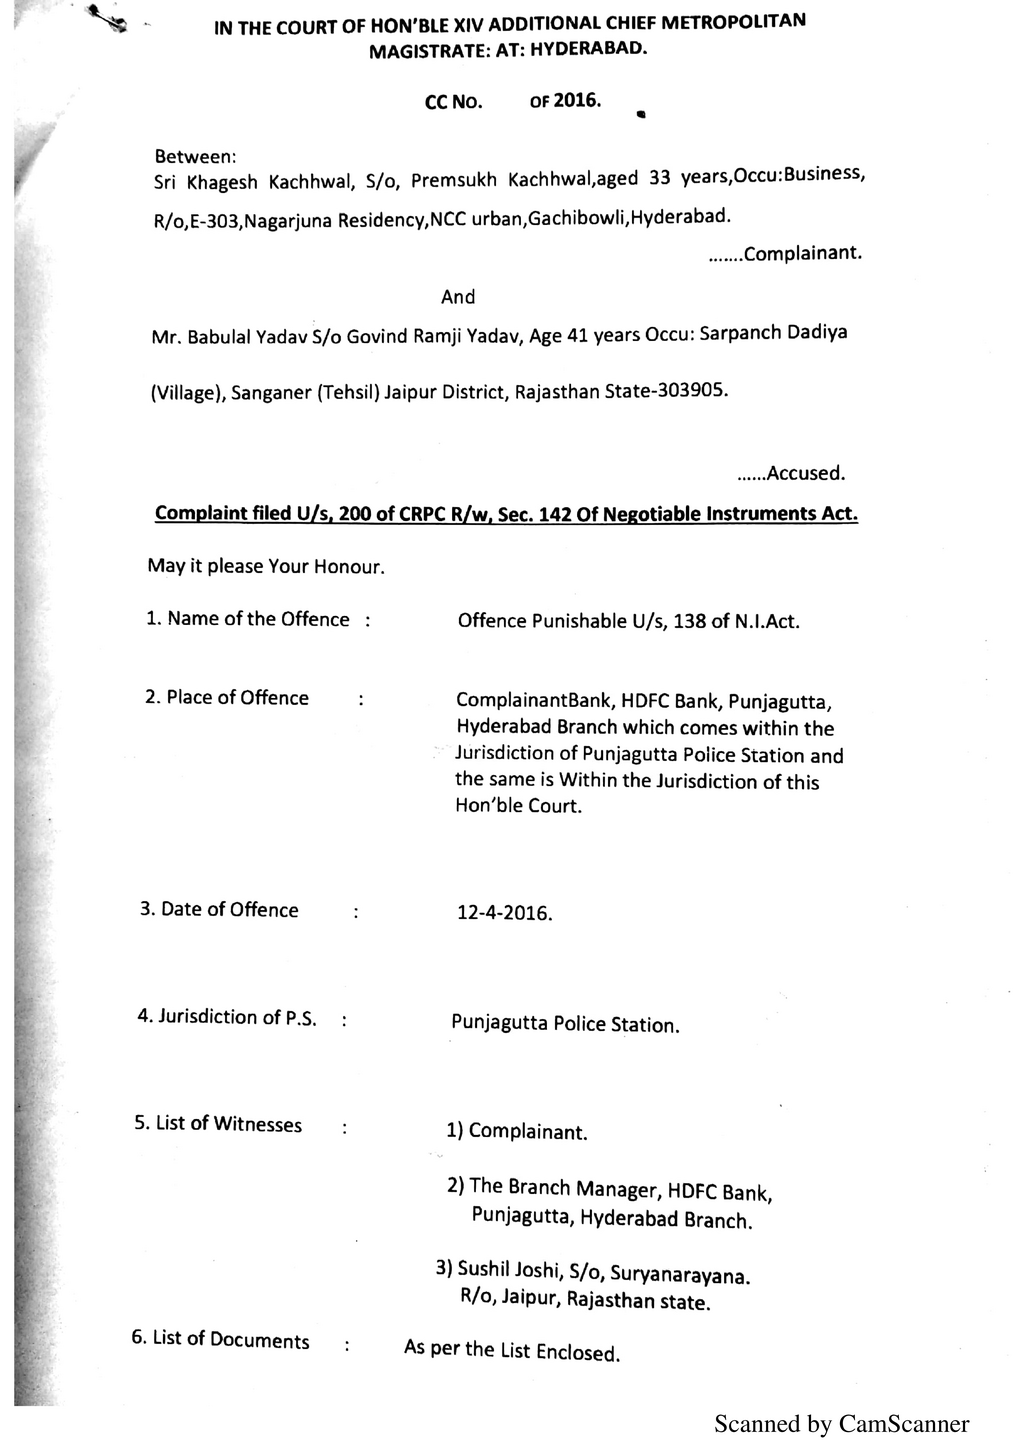 IN THE COURT OF HON'BLE XIV ADDITIONAL CHIEF METROPOLITAN
MAGISTRATE: AT: HYDERABAD.
CC NO. OF 2016.
Between:
Sri Khagesh Kachhwal, S/o, Premsukh Kachhwal,aged 33 years,Occu:Business,
R/o,E-303,Nagarjuna Residency,NCC urban,Gachibowli,Hyderabad.
.......Complainant.
And
Mr. Babulal Yadav S/o Govind Ramji Yadav, Age 41 years Occu: Sarpanch Dadiya
(Village), Sanganer (Tehsil) Jaipur District, Rajasthan State-303905.
......Accused.
Complaint filed U/s, 200 of CRPC R/w, Sec. 142 Of Negotiable Instruments Act.
May it please Your Honour.
1. Name of the Offence : Offence Punishable U/s, 138 of N.I.Act.
2. Place of Offence : ComplainantBank, HDFC Bank, Punjagutta,
Hyderabad Branch which comes within the
Jurisdiction of Punjagutta Police Station and
the same is Within the Jurisdiction of this
Hon'ble Court.
3. Date of Offence : 12-4-2016.
4. Jurisdiction of P.S. : Punjagutta Police Station.
5. List of Witnesses : 1) Complainant.
2) The Branch Manager, HDFC Bank,
Punjagutta, Hyderabad Branch.
3) Sushil Joshi, S/o, Suryanarayana.
R/o, Jaipur, Rajasthan state.
6. List of Documents : As per the List Enclosed.
Scanned by CamScanner